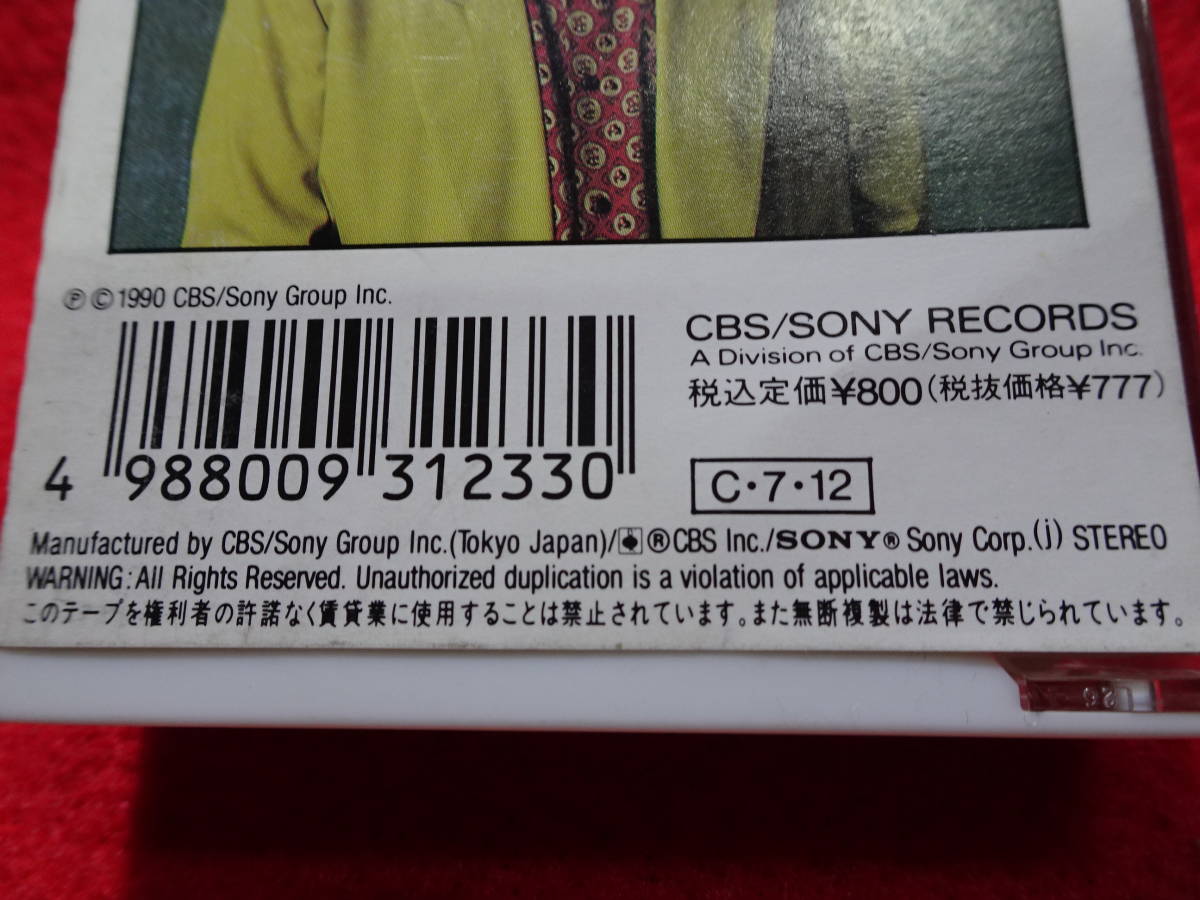 ℗©1990 CBS/Sony Group Inc.
4 988009 312330
CBS/SONY RECORDS
A Division of CBS/Sony Group Inc.
税込定価¥800(税抜価格¥777)
C・7・12
Manufactured by CBS/Sony Group Inc.(Tokyo Japan)/®CBS Inc./SONY® Sony Corp.(j) STEREO
WARNING: All Rights Reserved. Unauthorized duplication is a violation of applicable laws.
このテープを権利者の許諾なく賃貸業に使用することは禁止されています。また無断複製は法律で禁じられています。